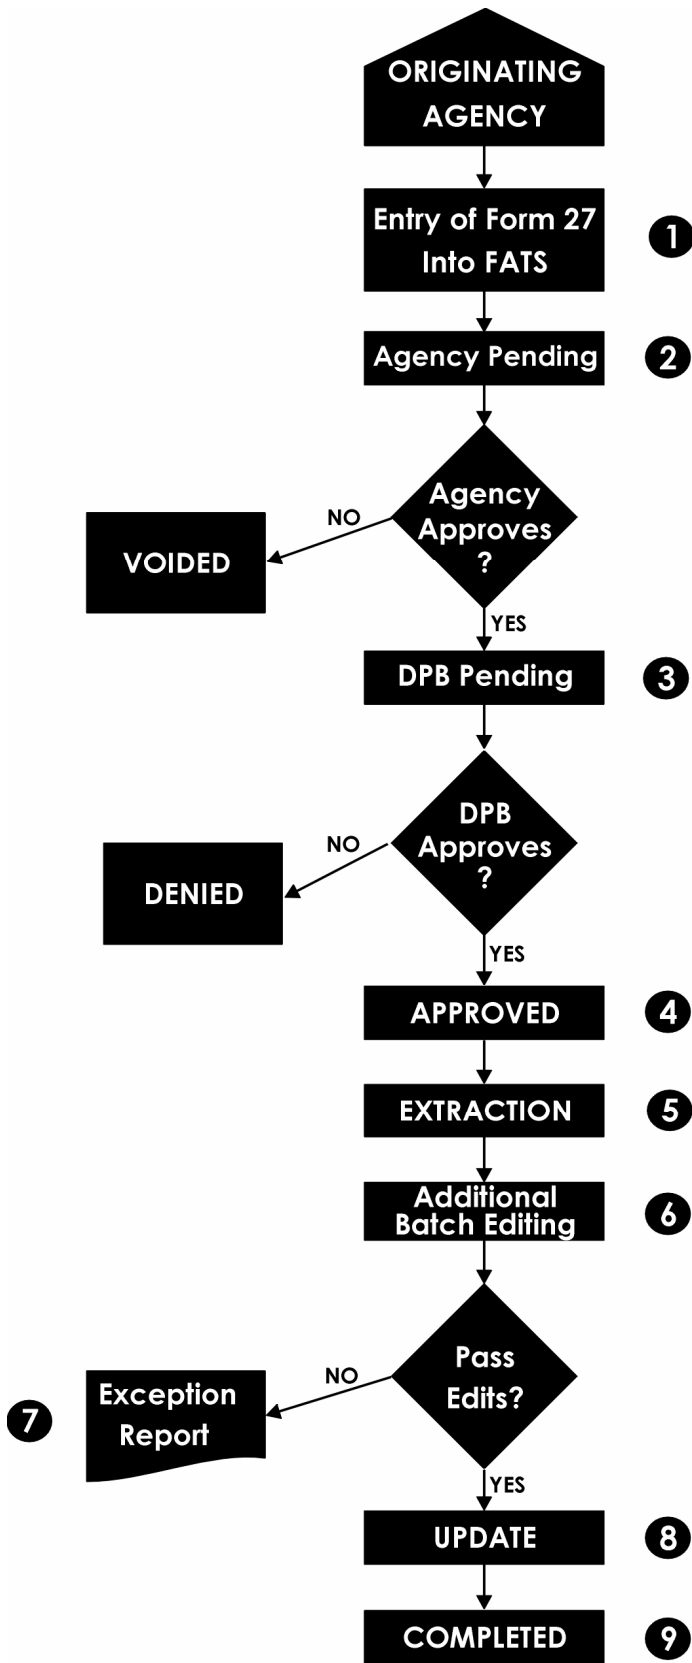 ORIGINATING
AGENCY
Entry of Form 27
Into FATS
1
Agency Pending
2
Agency
Approves
?
NO
VOIDED
YES
DPB Pending
3
DPB
Approves
?
NO
DENIED
YES
APPROVED
4
EXTRACTION
5
Additional
Batch Editing
6
Pass
Edits?
NO
7
Exception
Report
YES
UPDATE
8
COMPLETED
9